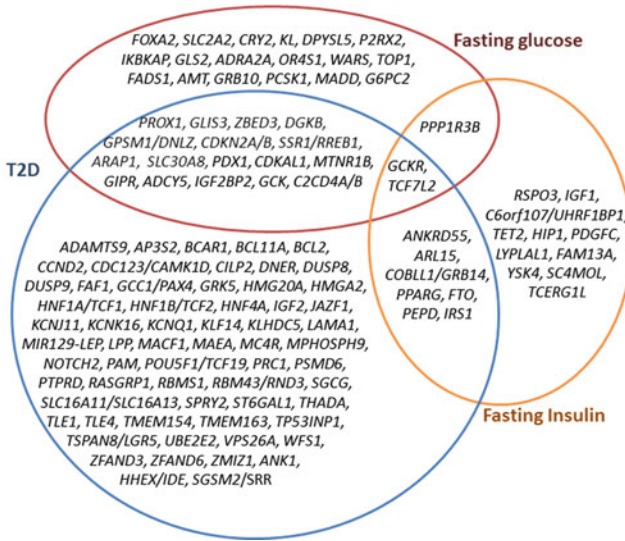 FOXA2, SLC2A2, CRY2, KL, DPYSL5, P2RX2,
IKBKAP, GLS2, ADRA2A, OR4S1, WARS, TOP1,
FADS1, AMT, GRB10, PCSK1, MADD, G6PC2
Fasting glucose
PROX1, GLIS3, ZBED3, DGKB,
GPSM1/DNLZ, CDKN2A/B, SSR1/RREB1,
ARAP1, SLC30A8, PDX1, CDKAL1, MTNR1B,
GIPR, ADCY5, IGF2BP2, GCK, C2CD4A/B
PPP1R3B
GCKR,
TCF7L2
T2D
RSPO3, IGF1,
C6orf107/UHRF1BP1,
TET2, HIP1, PDGFC,
LYPLAL1, FAM13A,
YSK4, SC4MOL,
TCERG1L
ANKRD55,
ARL15,
COBLL1/GRB14,
PPARG, FTO,
PEPD, IRS1
ADAMTS9, AP3S2, BCAR1, BCL11A, BCL2,
CCND2, CDC123/CAMK1D, CILP2, DNER, DUSP8,
DUSP9, FAF1, GCC1/PAX4, GRK5, HMG20A, HMGA2,
HNF1A/TCF1, HNF1B/TCF2, HNF4A, IGF2, JAZF1,
KCNJ11, KCNK16, KCNQ1, KLF14, KLHDC5, LAMA1,
MIR129-LEP, LPP, MACF1, MAEA, MC4R, MPHOSPH9,
NOTCH2, PAM, POU5F1/TCF19, PRC1, PSMD6,
PTPRD, RASGRP1, RBMS1, RBM43/RND3, SGCG,
SLC16A11/SLC16A13, SPRY2, ST6GAL1, THADA,
TLE1, TLE4, TMEM154, TMEM163, TP53INP1,
TSPAN8/LGR5, UBE2E2, VPS26A, WFS1,
ZFAND3, ZFAND6, ZMIZ1, ANK1,
HHEX/IDE, SGSM2/SRR
Fasting Insulin